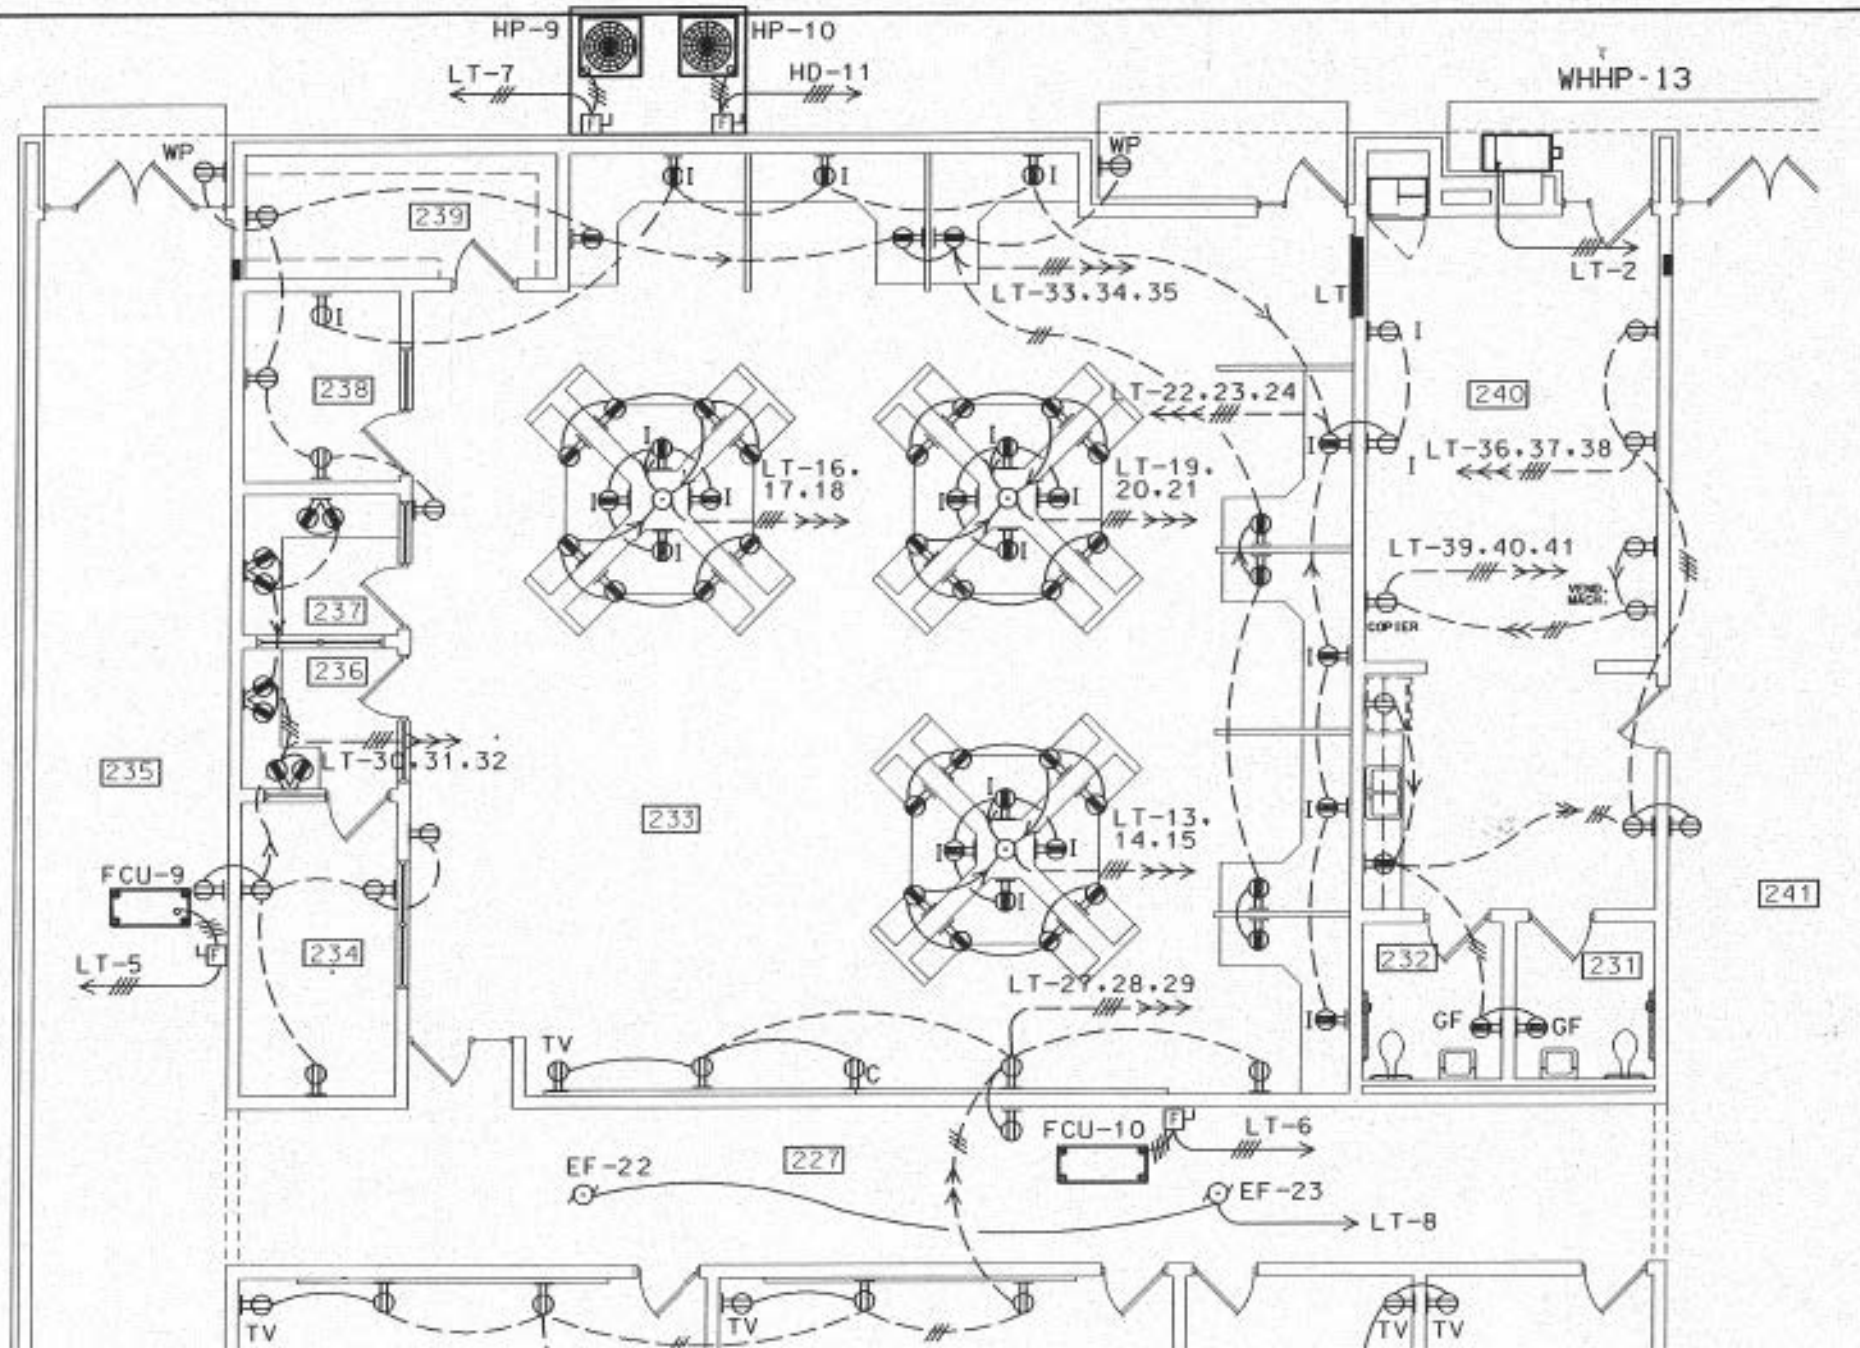 HP-9
HP-10
LT-7
HD-11
WHHP-13
WP
WP
I
I
I
239
LT-2
LT-33.34.35
LT
I
I
238
LT-22.23.24
240
I
I
I
LT-36.37.38
I
LT-16.
17.18
LT-19.
20.21
I
I
I
I
I
I
LT-39.40.41
VEND.
MACH.
COPIER
237
236
I
LT-30.31.32
235
233
I
I
LT-13.
14.15
I
I
I
FCU-9
241
F
234
LT-5
232
231
LT-27.28.29
I
GF
GF
TV
C
F
FCU-10
LT-6
227
EF-22
EF-23
LT-8
TV
TV
TV
TV
F
F